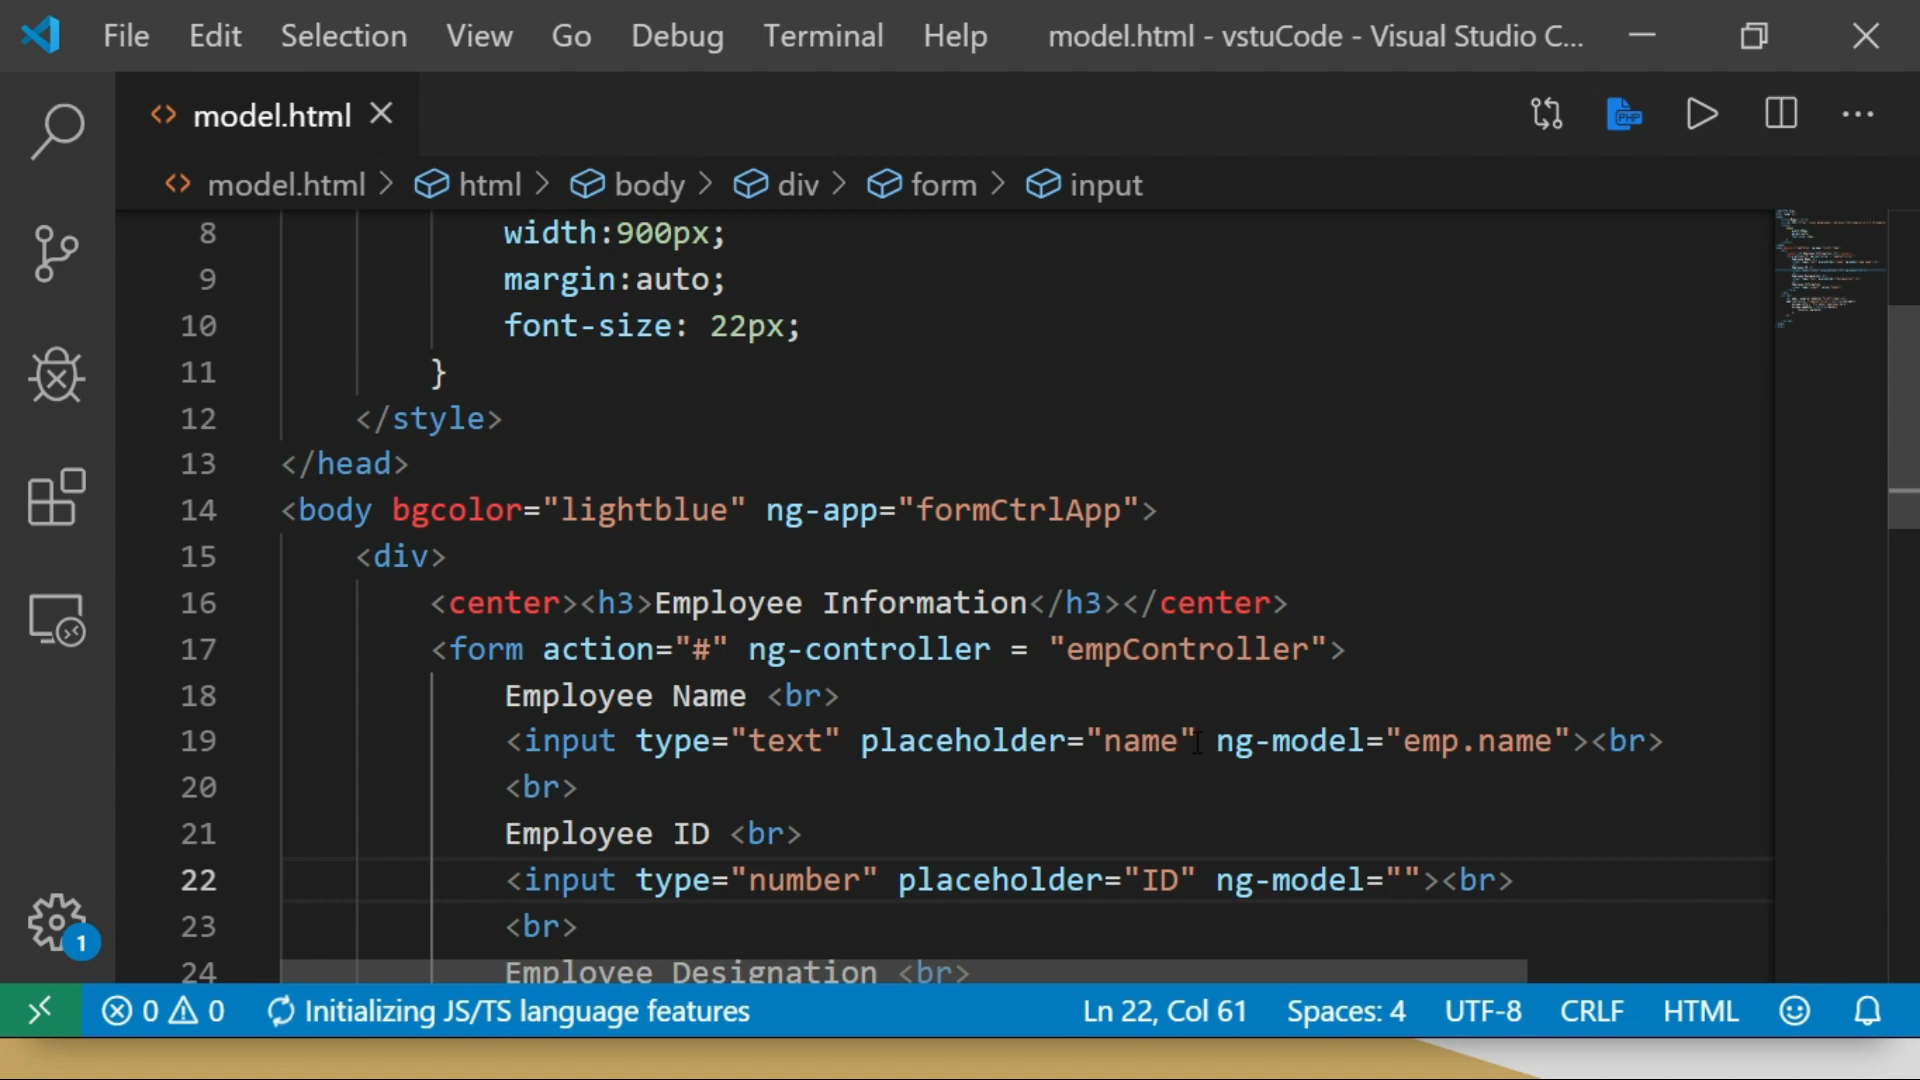 File Edit Selection View Go Debug Terminal Help model.html - vstuCode - Visual Studio C...
model.html
PHP
model.html > html > body > div > form > input
8 width:900px;
9 margin:auto;
10 font-size: 22px;
11 }
12 </style>
13 </head>
14 <body bgcolor="lightblue" ng-app="formCtrlApp">
15 <div>
16 <center><h3>Employee Information</h3></center>
17 <form action="#" ng-controller = "empController">
18 Employee Name <br>
19 <input type="text" placeholder="name" ng-model="emp.name"><br>
20 <br>
21 Employee ID <br>
22 <input type="number" placeholder="ID" ng-model=""><br>
23 <br>
24 Employee Designation <br>
1
0 0 Initializing JS/TS language features Ln 22, Col 61 Spaces: 4 UTF-8 CRLF HTML